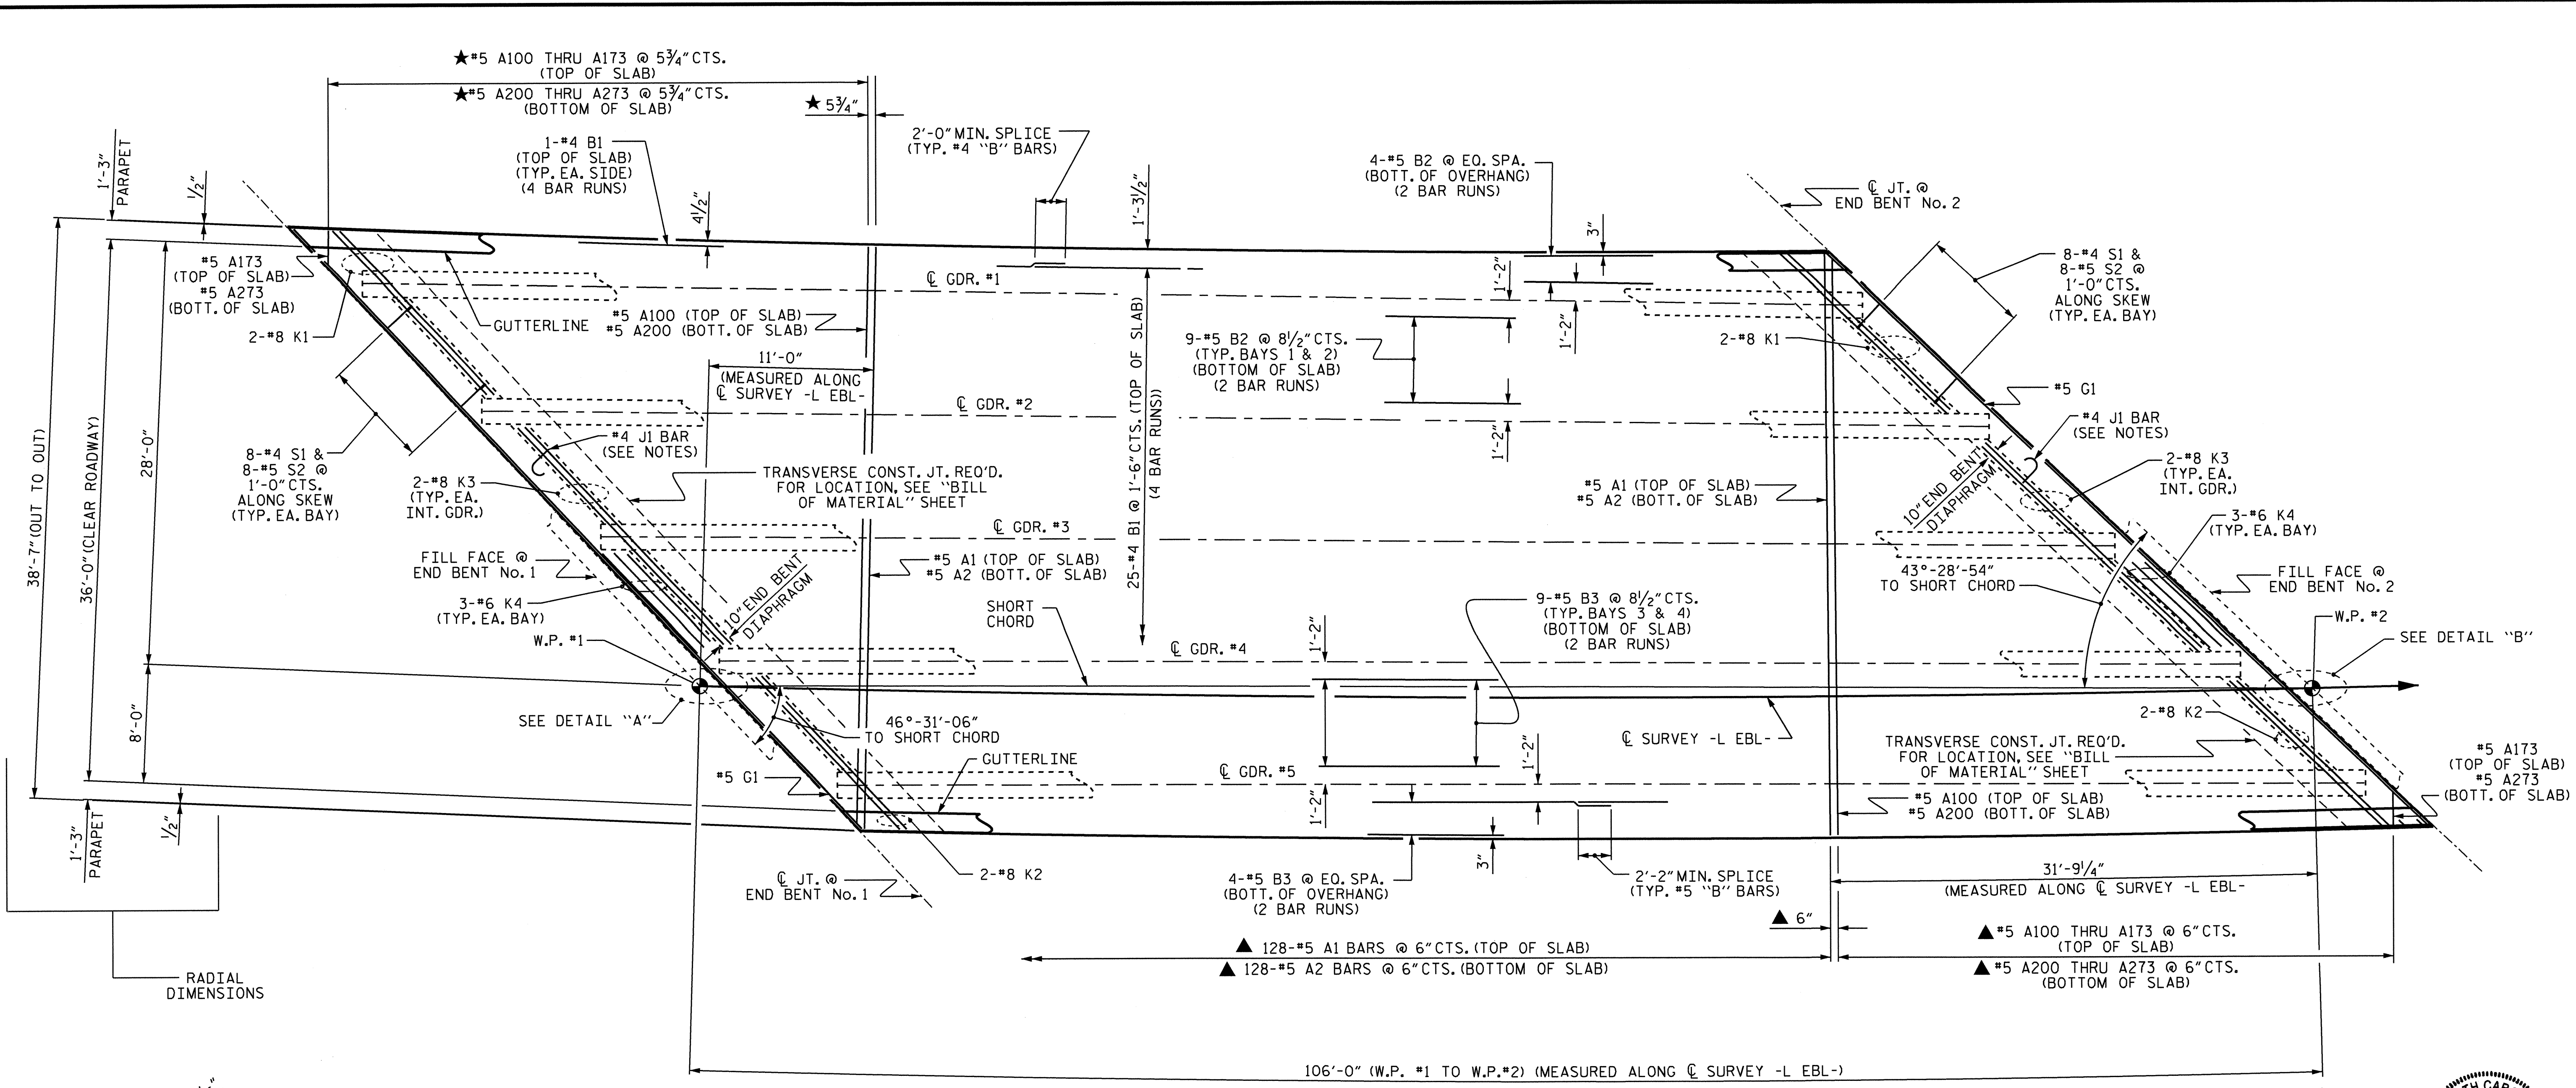 ★#5 A100 THRU A173 @ 5¾" CTS.
(TOP OF SLAB)
★#5 A200 THRU A273 @ 5¾" CTS.
(BOTTOM OF SLAB)
★ 5¾"
1'-3"
PARAPET
½"
1-#4 B1
(TOP OF SLAB)
(TYP. EA. SIDE)
(4 BAR RUNS)
4½"
2'-0" MIN. SPLICE
(TYP. #4 "B" BARS)
1'-3½"
4-#5 B2 @ EQ. SPA.
(BOTT. OF OVERHANG)
(2 BAR RUNS)
3"
℄ JT. @
END BENT No. 2
8-#4 S1 &
8-#5 S2 @
1'-0" CTS.
ALONG SKEW
(TYP. EA. BAY)
#5 A173
(TOP OF SLAB)
#5 A273
(BOTT. OF SLAB)
2-#8 K1
GUTTERLINE
#5 A100 (TOP OF SLAB)
#5 A200 (BOTT. OF SLAB)
℄ GDR. #1
1'-2"
1'-2"
9-#5 B2 @ 8½" CTS.
(TYP. BAYS 1 & 2)
(BOTTOM OF SLAB)
(2 BAR RUNS)
2-#8 K1
11'-0"
(MEASURED ALONG
℄ SURVEY -L EBL-
℄ GDR. #2
1'-2"
#5 G1
#4 J1 BAR
(SEE NOTES)
38'-7" (OUT TO OUT)
36'-0" (CLEAR ROADWAY)
28'-0"
8'-0"
8-#4 S1 &
8-#5 S2 @
1'-0" CTS.
ALONG SKEW
(TYP. EA. BAY)
#4 J1 BAR
(SEE NOTES)
2-#8 K3
(TYP. EA.
INT. GDR.)
TRANSVERSE CONST. JT. REQ'D.
FOR LOCATION, SEE "BILL
OF MATERIAL" SHEET
25-#4 B1 @ 1'-6" CTS. (TOP OF SLAB)
(4 BAR RUNS))
℄ GDR. #3
#5 A1 (TOP OF SLAB)
#5 A2 (BOTT. OF SLAB)
10" END BENT
DIAPHRAGM
2-#8 K3
(TYP. EA.
INT. GDR.)
3-#6 K4
(TYP. EA. BAY)
FILL FACE @
END BENT No. 1
#5 A1 (TOP OF SLAB)
#5 A2 (BOTT. OF SLAB)
10" END BENT
DIAPHRAGM
3-#6 K4
(TYP. EA. BAY)
W.P. #1
SHORT
CHORD
9-#5 B3 @ 8½" CTS.
(TYP. BAYS 3 & 4)
(BOTTOM OF SLAB)
(2 BAR RUNS)
43°-28'-54"
TO SHORT CHORD
FILL FACE @
END BENT No. 2
W.P. #2
SEE DETAIL "B"
℄ GDR. #4
1'-2"
SEE DETAIL "A"
46°-31'-06"
TO SHORT CHORD
℄ SURVEY -L EBL-
2-#8 K2
TRANSVERSE CONST. JT. REQ'D.
FOR LOCATION, SEE "BILL
OF MATERIAL" SHEET
#5 A173
(TOP OF SLAB)
#5 A273
(BOTT. OF SLAB)
#5 G1
GUTTERLINE
℄ GDR. #5
1'-2"
1'-2"
#5 A100 (TOP OF SLAB)
#5 A200 (BOTT. OF SLAB)
1'-3"
PARAPET
½"
℄ JT. @
END BENT No. 1
2-#8 K2
4-#5 B3 @ EQ. SPA.
(BOTT. OF OVERHANG)
(2 BAR RUNS)
3"
2'-2" MIN. SPLICE
(TYP. #5 "B" BARS)
31'-9¼"
(MEASURED ALONG ℄ SURVEY -L EBL-
▲ 6"
▲ 128-#5 A1 BARS @ 6" CTS. (TOP OF SLAB)
▲ 128-#5 A2 BARS @ 6" CTS. (BOTTOM OF SLAB)
▲#5 A100 THRU A173 @ 6" CTS.
(TOP OF SLAB)
▲#5 A200 THRU A273 @ 6" CTS.
(BOTTOM OF SLAB)
RADIAL
DIMENSIONS
106'-0" (W.P. #1 TO W.P.#2) (MEASURED ALONG ℄ SURVEY -L EBL-)